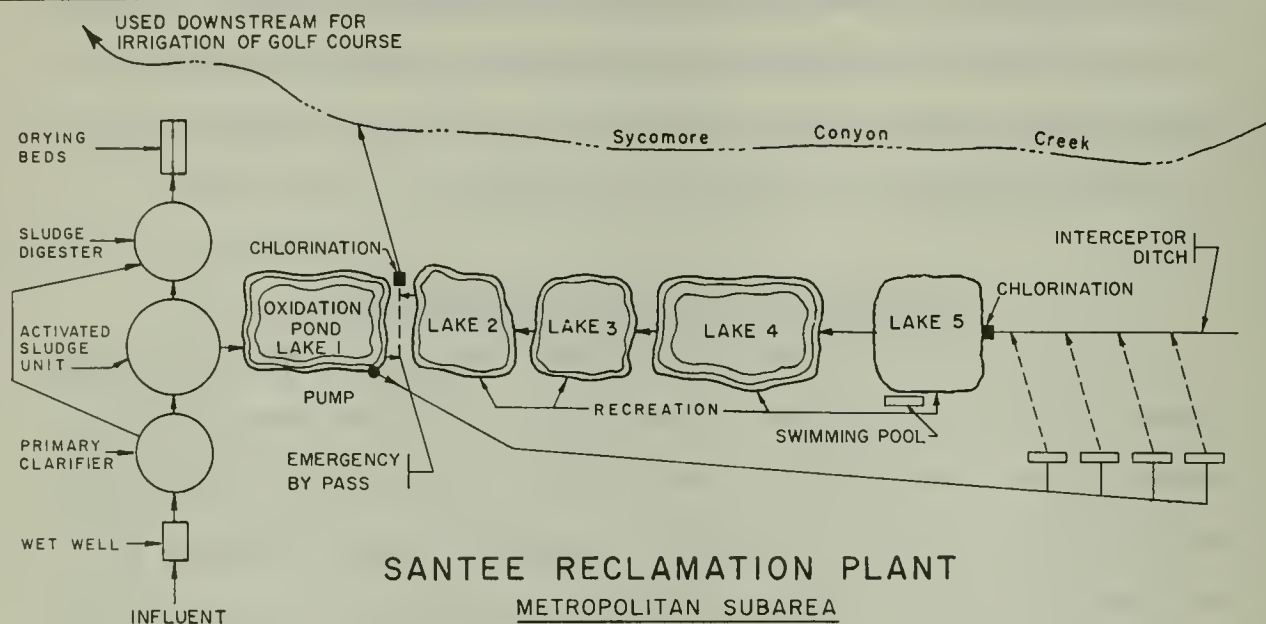 USED DOWNSTREAM FOR
IRRIGATION OF GOLF COURSE
Sycomore Conyon Creek
ORYING
BEDS
SLUDGE
DIGESTER
CHLORINATION
INTERCEPTOR
DITCH
CHLORINATION
OXIDATION
POND
LAKE 1
LAKE 2
LAKE 3
LAKE 4
LAKE 5
ACTIVATED
SLUDGE
UNIT
PUMP
RECREATION
SWIMMING POOL
PRIMARY
CLARIFIER
EMERGENCY
BY PASS
WET WELL
INFLUENT
SANTEE RECLAMATION PLANT
METROPOLITAN SUBAREA